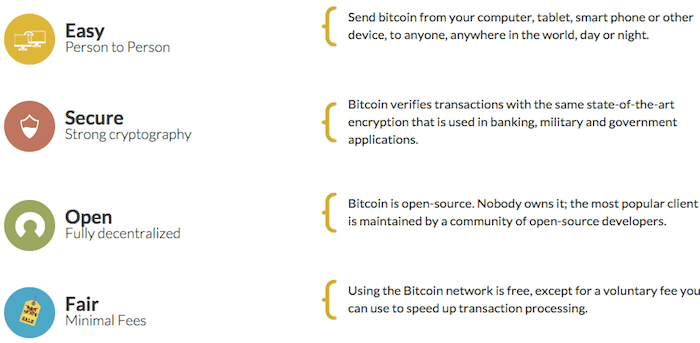 Easy
Person to Person
Send bitcoin from your computer, tablet, smart phone or other
device, to anyone, anywhere in the world, day or night.
Secure
Strong cryptography
Bitcoin verifies transactions with the same state-of-the-art
encryption that is used in banking, military and government
applications.
Open
Fully decentralized
Bitcoin is open-source. Nobody owns it; the most popular client
is maintained by a community of open-source developers.
Fair
Minimal Fees
Using the Bitcoin network is free, except for a voluntary fee you
can use to speed up transaction processing.
SALE